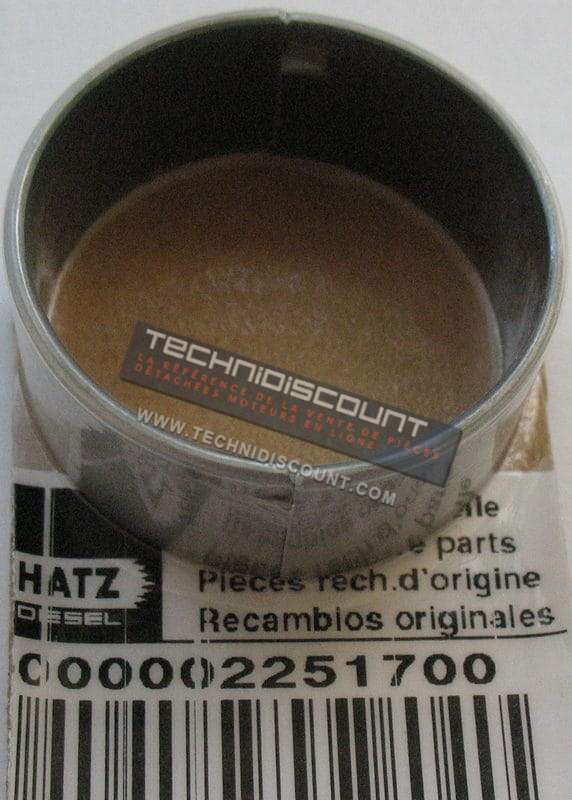 TECHNIDISCOUNT
LA RÉFÉRENCE DE LA VENTE DE PIÈCES
DÉTACHÉES MOTEURS EN LIGNE
WWW.TECHNIDISCOUNT.COM
parts
HATZ
DIESEL
Pièces rech.d'origine
Recambios originales
000002251700